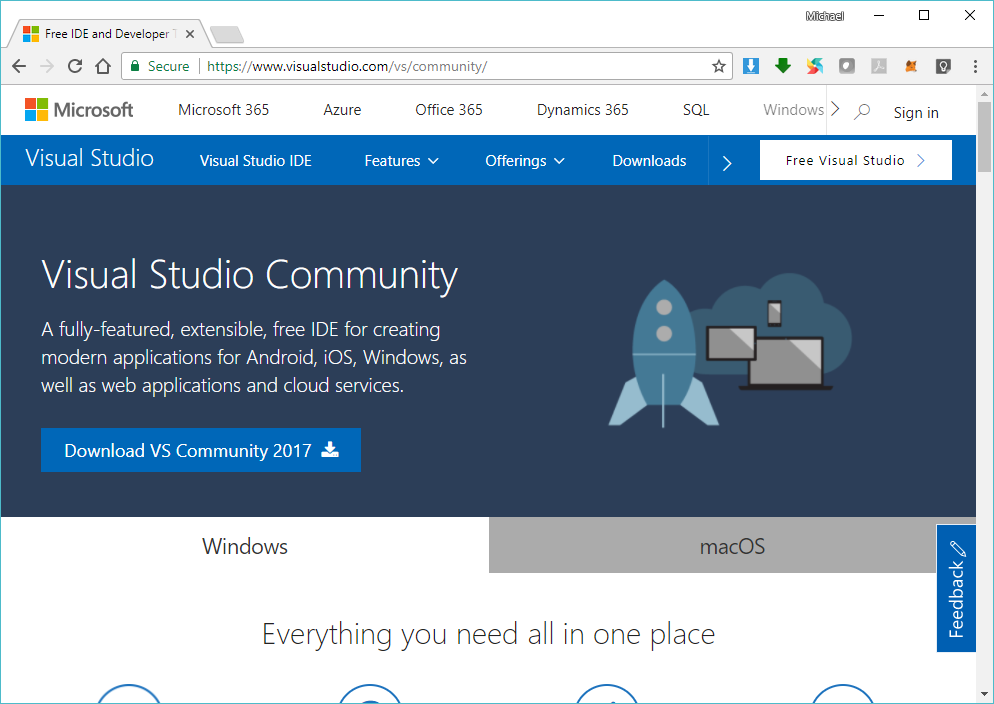 Michael
Free IDE and Developer T
Secure
https://www.visualstudio.com/vs/community/
Microsoft
Microsoft 365
Azure
Office 365
Dynamics 365
SQL
Windows
Sign in
Visual Studio
Visual Studio IDE
Features
Offerings
Downloads
Free Visual Studio
Visual Studio Community
A fully-featured, extensible, free IDE for creating
modern applications for Android, iOS, Windows, as
well as web applications and cloud services.
Download VS Community 2017
Windows
macOS
Feedback
Everything you need all in one place